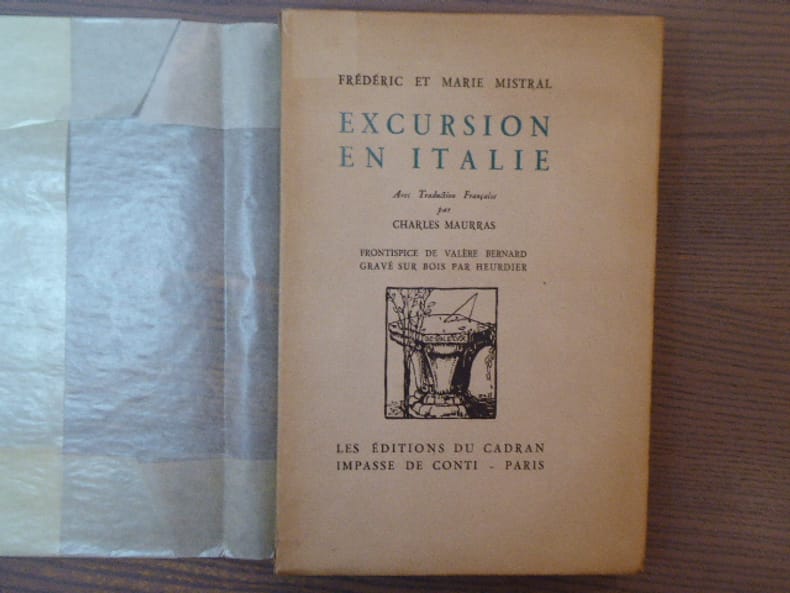 FRÉDÉRIC ET MARIE MISTRAL
EXCURSION
EN ITALIE
Avec Traduction Française
par
CHARLES MAURRAS
FRONTISPICE DE VALÈRE BERNARD
GRAVÉ SUR BOIS PAR HEURDIER
LES ÉDITIONS DU CADRAN
IMPASSE DE CONTI - PARIS